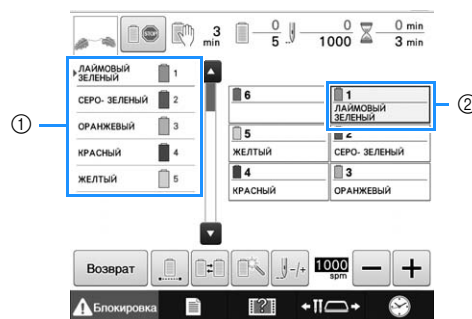 3 min
0 5
0 1000
0 min 3 min
ЛАЙМОВЫЙ ЗЕЛЕНЫЙ 1
СЕРО- ЗЕЛЕНЫЙ 2
ОРАНЖЕВЫЙ 3
КРАСНЫЙ 4
ЖЕЛТЫЙ 5
6
1
ЛАЙМОВЫЙ
ЗЕЛЕНЫЙ
5
ЖЕЛТЫЙ
2
СЕРО- ЗЕЛЕНЫЙ
4
КРАСНЫЙ
3
ОРАНЖЕВЫЙ
①
②
Возврат
-/+
1000
spm
− +
Блокировка
?